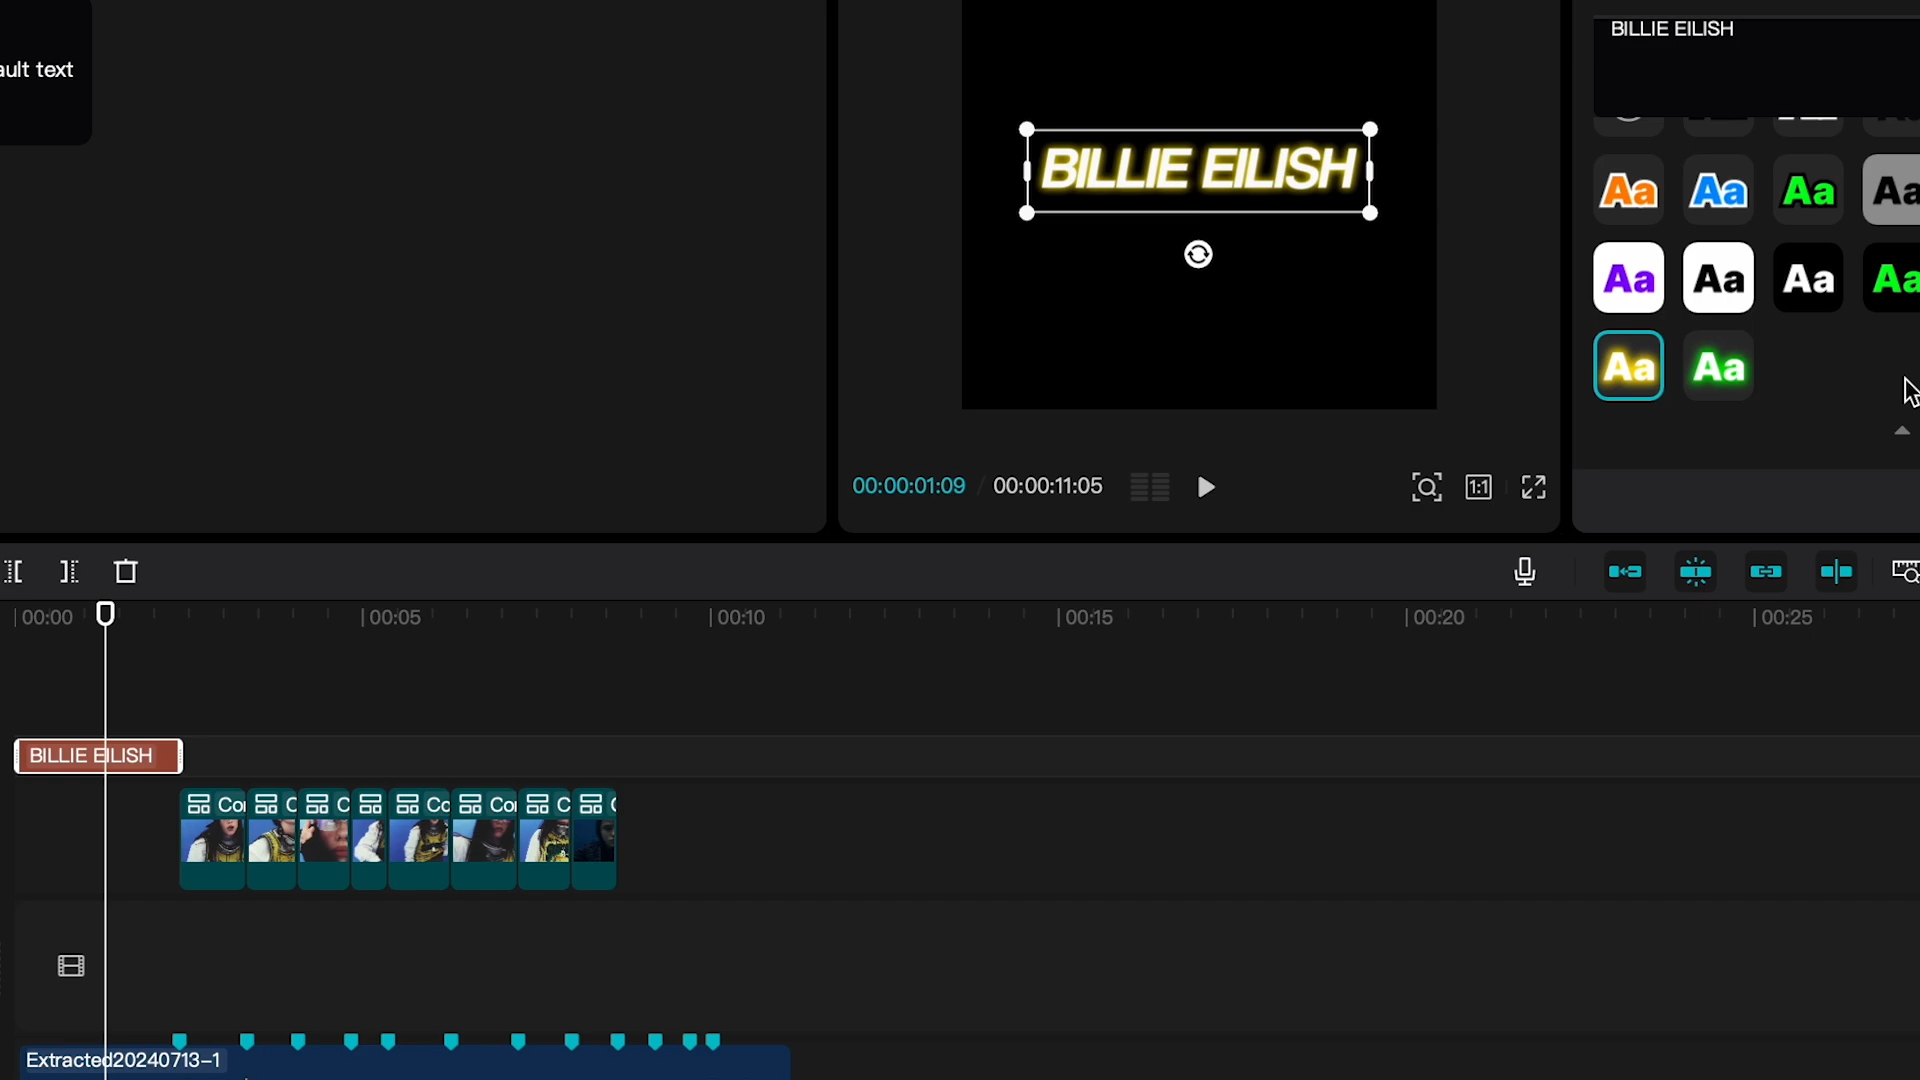 ault text
BILLIE EILISH
BILLIE EILISH
Aa Aa Aa Aa
Aa Aa Aa Aa
Aa Aa
00:00:01:09 / 00:00:11:05
1:1
00:00 00:05 00:10 00:15 00:20 00:25
BILLIE EILISH
Co C C Co Co C
Extracted20240713-1